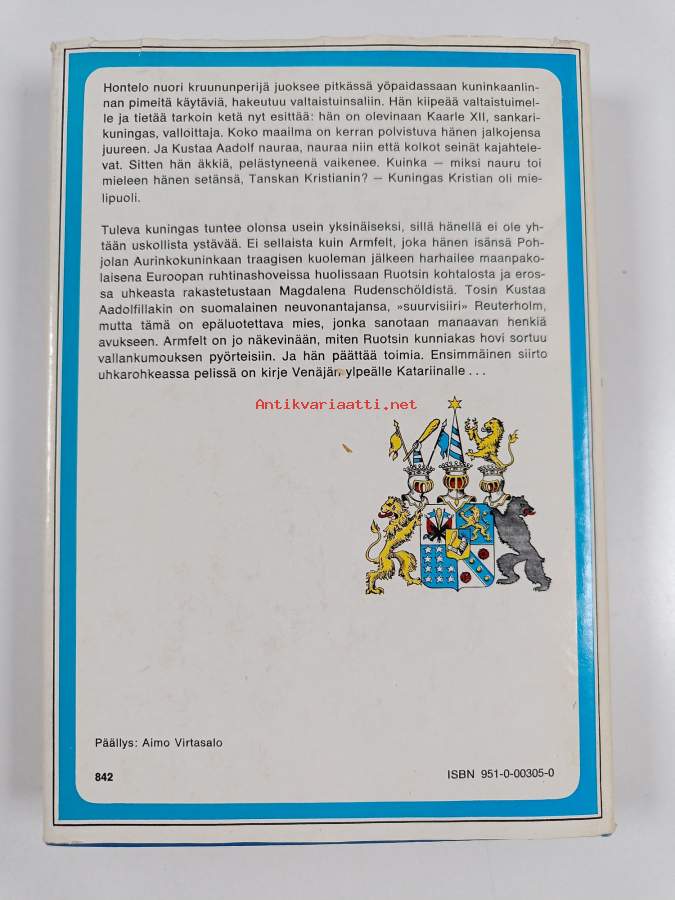 Hontelo nuori kruununperijä juoksee pitkässä yöpaidassaan kuninkaanlin-
nan pimeitä käytäviä, hakeutuu valtaistuinsaliin. Hän kiipeää valtaistuimel-
le ja tietää tarkoin ketä nyt esittää: hän on olevinaan Kaarle XII, sankari-
kuningas, valloittaja. Koko maailma on kerran polvistuva hänen jalkojensa
juureen. Ja Kustaa Aadolf nauraa, nauraa niin että kolkot seinät kajahtele-
vat. Sitten hän äkkiä, pelästyneenä vaikenee. Kuinka — miksi nauru toi
mieleen hänen setänsä, Tanskan Kristianin? — Kuningas Kristian oli mie-
lipuoli.
Tuleva kuningas tuntee olonsa usein yksinäiseksi, sillä hänellä ei ole yh-
tään uskollista ystävää. Ei sellaista kuin Armfelt, joka hänen isänsä Poh-
jolan Aurinkokuninkaan traagisen kuoleman jälkeen harhailee maanpako-
laisena Euroopan ruhtinashoveissa huolissaan Ruotsin kohtalosta ja eros-
sa uhkeasta rakastetustaan Magdalena Rudenschöldistä. Tosin Kustaa
Aadolfillakin on suomalainen neuvonantajansa, »suurvisiiri» Reuterholm,
mutta tämä on epäluotettava mies, jonka sanotaan manaavan henkiä
avukseen. Armfelt on jo näkevinään, miten Ruotsin kunniakas hovi sortuu
vallankumouksen pyörteisiin. Ja hän päättää toimia. Ensimmäinen siirto
uhkarohkeassa pelissä on kirje Venäjän ylpeälle Katariinalle . . .
Antikvariaatti.net
Päällys: Aimo Virtasalo
842
ISBN 951-0-00305-0